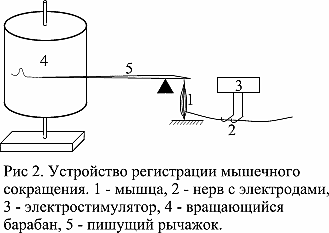 4
5
3
1
2
Рис 2. Устройство регистрации мышечного
сокращения. 1 - мышца, 2 - нерв с электродами,
3 - электростимулятор, 4 - вращающийся
барабан, 5 - пишущий рычажок.